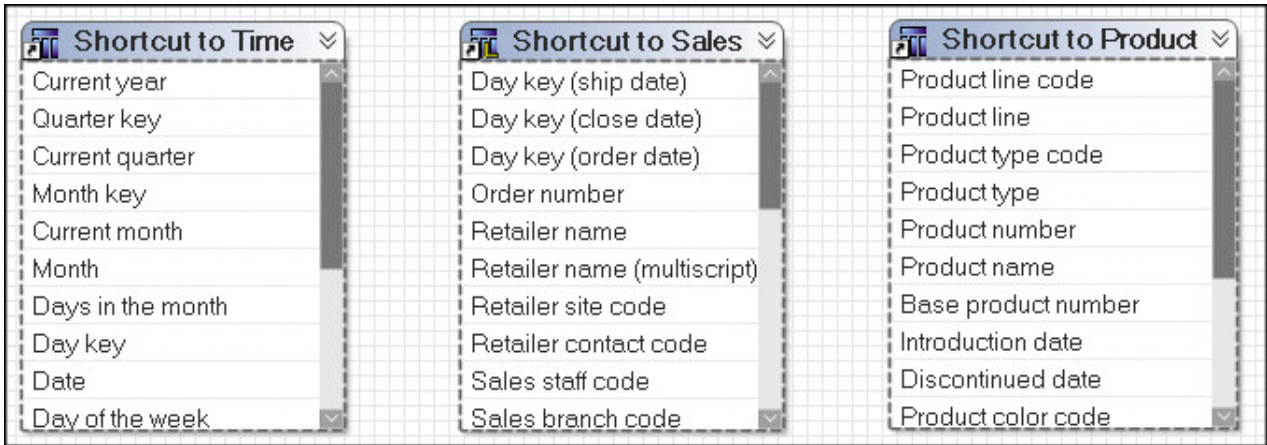 Shortcut to Time
Current year
Quarter key
Current quarter
Month key
Current month
Month
Days in the month
Day key
Date
Day of the week
Shortcut to Sales
Day key (ship date)
Day key (close date)
Day key (order date)
Order number
Retailer name
Retailer name (multiscript)
Retailer site code
Retailer contact code
Sales staff code
Sales branch code
Shortcut to Product
Product line code
Product line
Product type code
Product type
Product number
Product name
Base product number
Introduction date
Discontinued date
Product color code